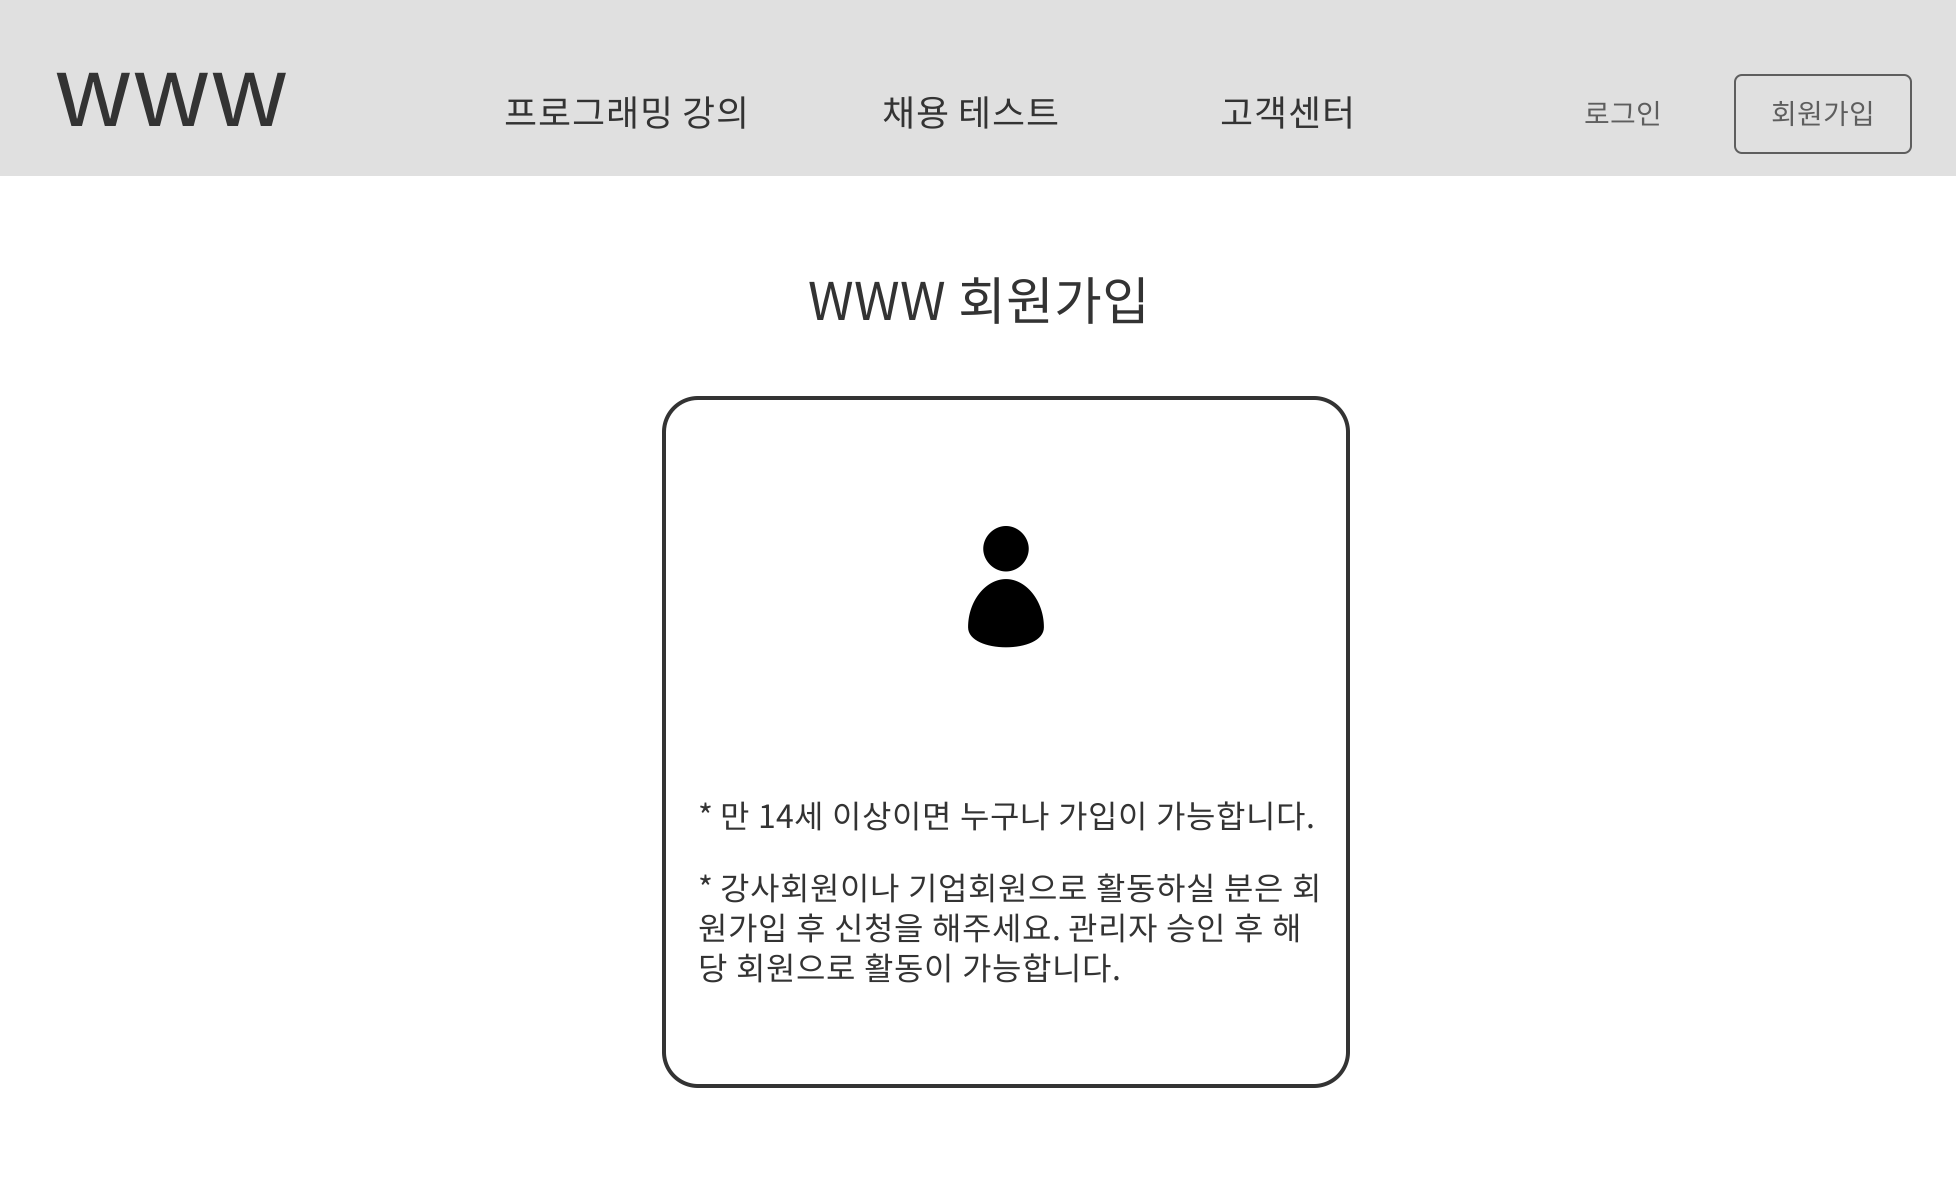 WWW
프로그래밍 강의
채용 테스트
고객센터
로그인
회원가입
WWW 회원가입
* 만 14세 이상이면 누구나 가입이 가능합니다.
* 강사회원이나 기업회원으로 활동하실 분은 회
원가입 후 신청을 해주세요. 관리자 승인 후 해
당 회원으로 활동이 가능합니다.